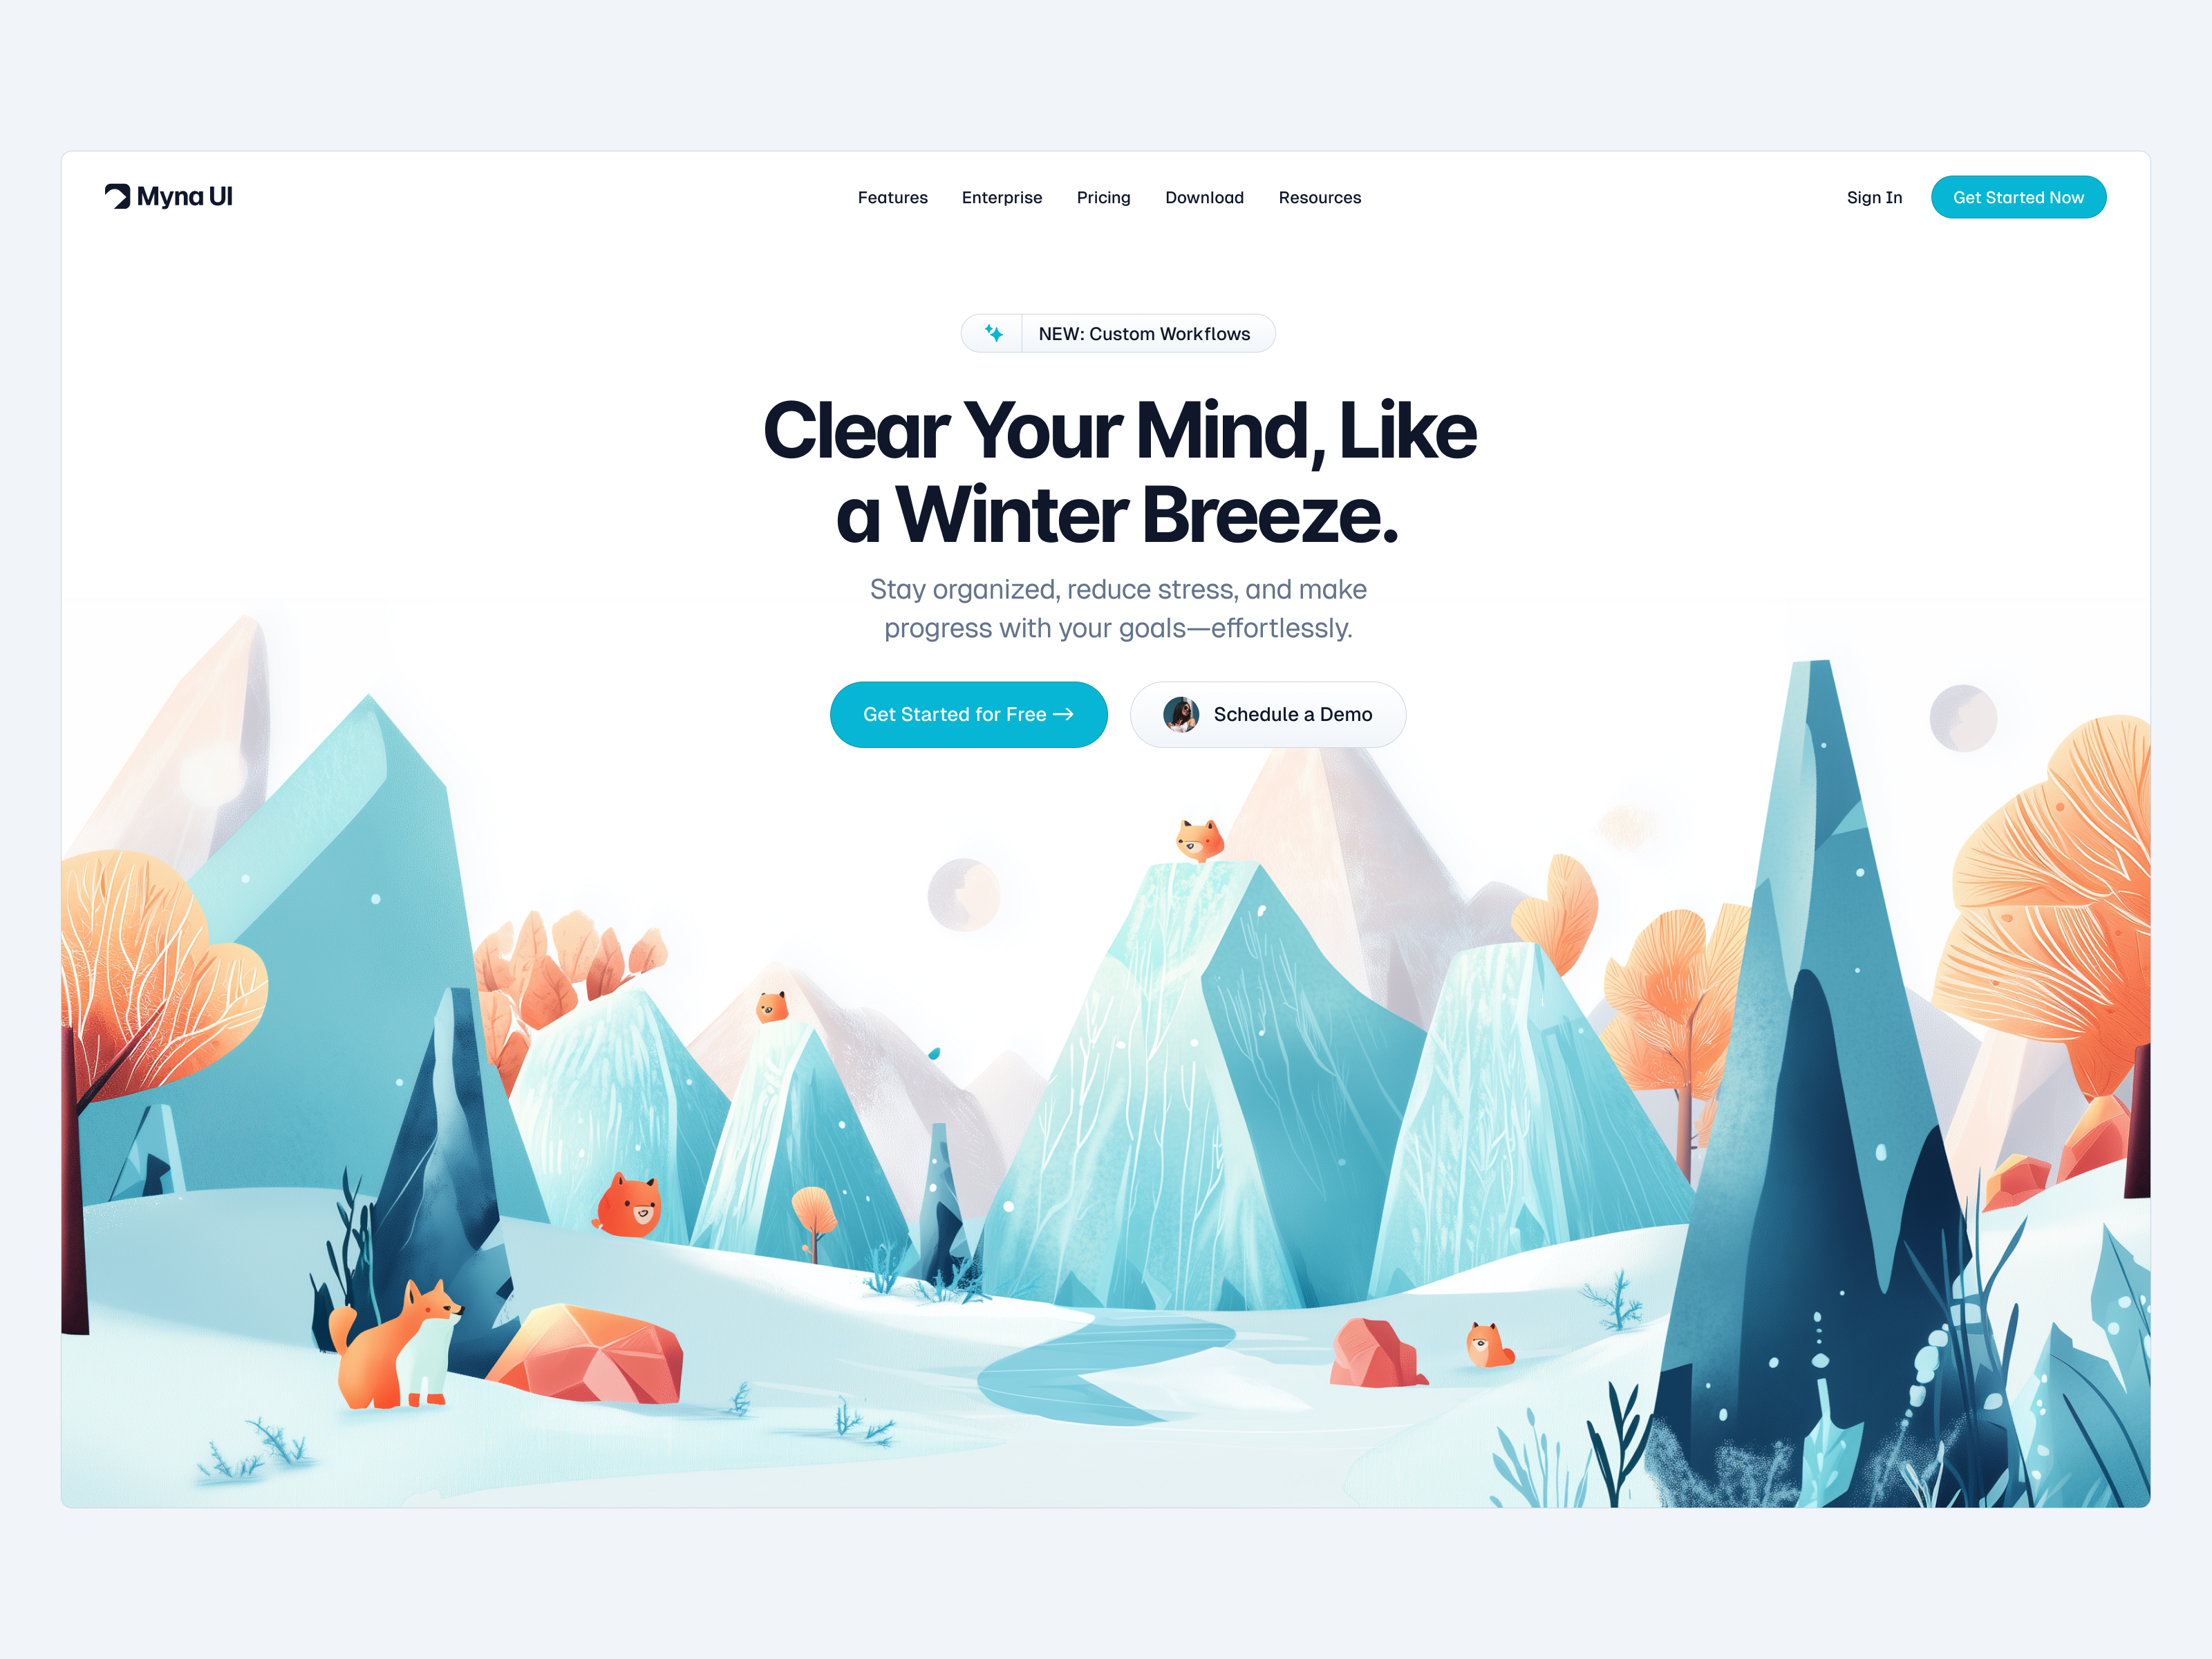 Myna UI
Features
Enterprise
Pricing
Download
Resources
Sign In
Get Started Now
NEW: Custom Workflows
Clear Your Mind, Like
a Winter Breeze.
Stay organized, reduce stress, and make
progress with your goals—effortlessly.
Get Started for Free →
Schedule a Demo